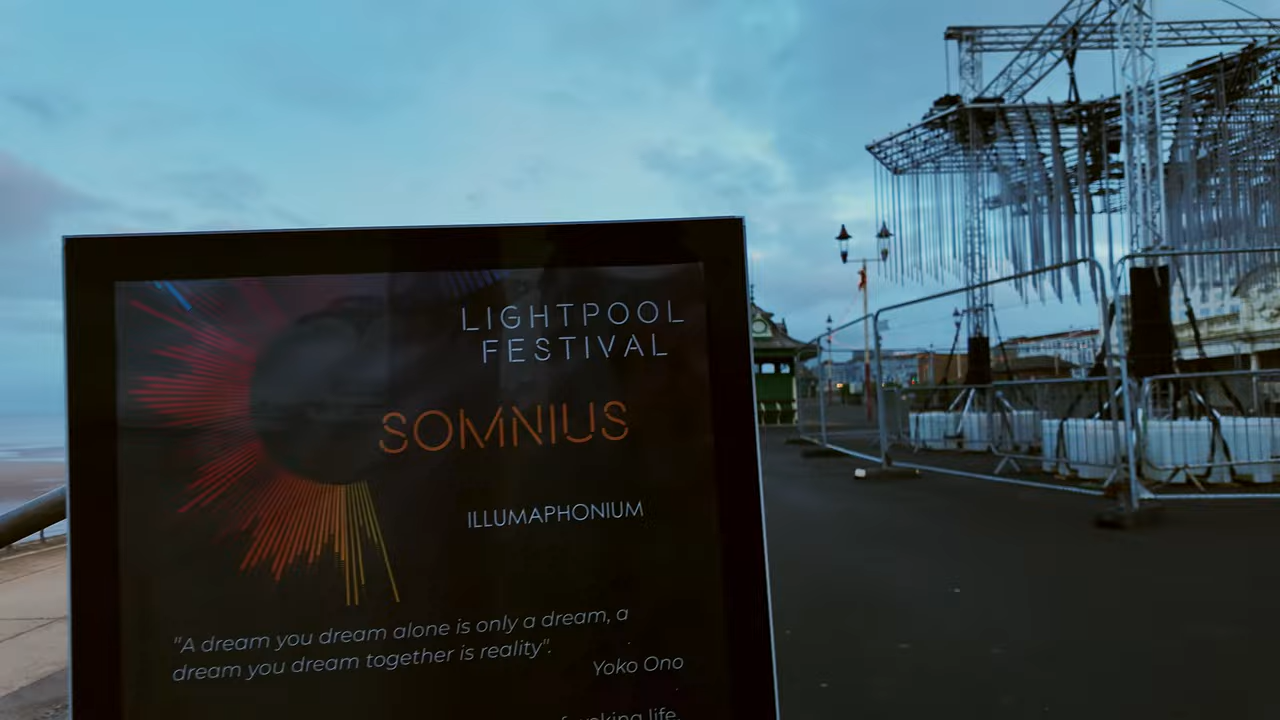 LIGHTPOOL
FESTIVAL
SOMNIUS
ILLUMAPHONIUM
"A dream you dream alone is only a dream, a
dream you dream together is reality".
Yoko Ono
life.